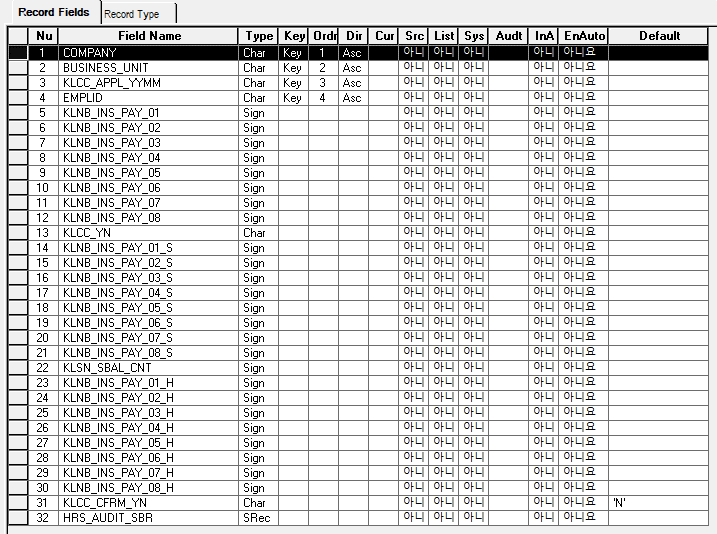 Record Fields Record Type
Nu Field Name Type Key Ordr Dir Cur Src List Sys Audt InA EnAuto Default
1 COMPANY Char Key 1 Asc 아니 아니 아니 아니 아니요
2 BUSINESS_UNIT Char Key 2 Asc 아니 아니 아니 아니 아니요
3 KLCC_APPL_YYMM Char Key 3 Asc 아니 아니 아니 아니 아니요
4 EMPLID Char Key 4 Asc 아니 아니 아니 아니 아니요
5 KLNB_INS_PAY_01 Sign 아니 아니 아니 아니 아니요
6 KLNB_INS_PAY_02 Sign 아니 아니 아니 아니 아니요
7 KLNB_INS_PAY_03 Sign 아니 아니 아니 아니 아니요
8 KLNB_INS_PAY_04 Sign 아니 아니 아니 아니 아니요
9 KLNB_INS_PAY_05 Sign 아니 아니 아니 아니 아니요
10 KLNB_INS_PAY_06 Sign 아니 아니 아니 아니 아니요
11 KLNB_INS_PAY_07 Sign 아니 아니 아니 아니 아니요
12 KLNB_INS_PAY_08 Sign 아니 아니 아니 아니 아니요
13 KLCC_YN Char 아니 아니 아니 아니 아니요
14 KLNB_INS_PAY_01_S Sign 아니 아니 아니 아니 아니요
15 KLNB_INS_PAY_02_S Sign 아니 아니 아니 아니 아니요
16 KLNB_INS_PAY_03_S Sign 아니 아니 아니 아니 아니요
17 KLNB_INS_PAY_04_S Sign 아니 아니 아니 아니 아니요
18 KLNB_INS_PAY_05_S Sign 아니 아니 아니 아니 아니요
19 KLNB_INS_PAY_06_S Sign 아니 아니 아니 아니 아니요
20 KLNB_INS_PAY_07_S Sign 아니 아니 아니 아니 아니요
21 KLNB_INS_PAY_08_S Sign 아니 아니 아니 아니 아니요
22 KLSN_SBAL_CNT Sign 아니 아니 아니 아니 아니요
23 KLNB_INS_PAY_01_H Sign 아니 아니 아니 아니 아니요
24 KLNB_INS_PAY_02_H Sign 아니 아니 아니 아니 아니요
25 KLNB_INS_PAY_03_H Sign 아니 아니 아니 아니 아니요
26 KLNB_INS_PAY_04_H Sign 아니 아니 아니 아니 아니요
27 KLNB_INS_PAY_05_H Sign 아니 아니 아니 아니 아니요
28 KLNB_INS_PAY_06_H Sign 아니 아니 아니 아니 아니요
29 KLNB_INS_PAY_07_H Sign 아니 아니 아니 아니 아니요
30 KLNB_INS_PAY_08_H Sign 아니 아니 아니 아니 아니요
31 KLCC_CFRM_YN Char 아니 아니 아니 아니 아니요 'N'
32 HRS_AUDIT_SBR SRec 아니 아니 아니 아니 아니요